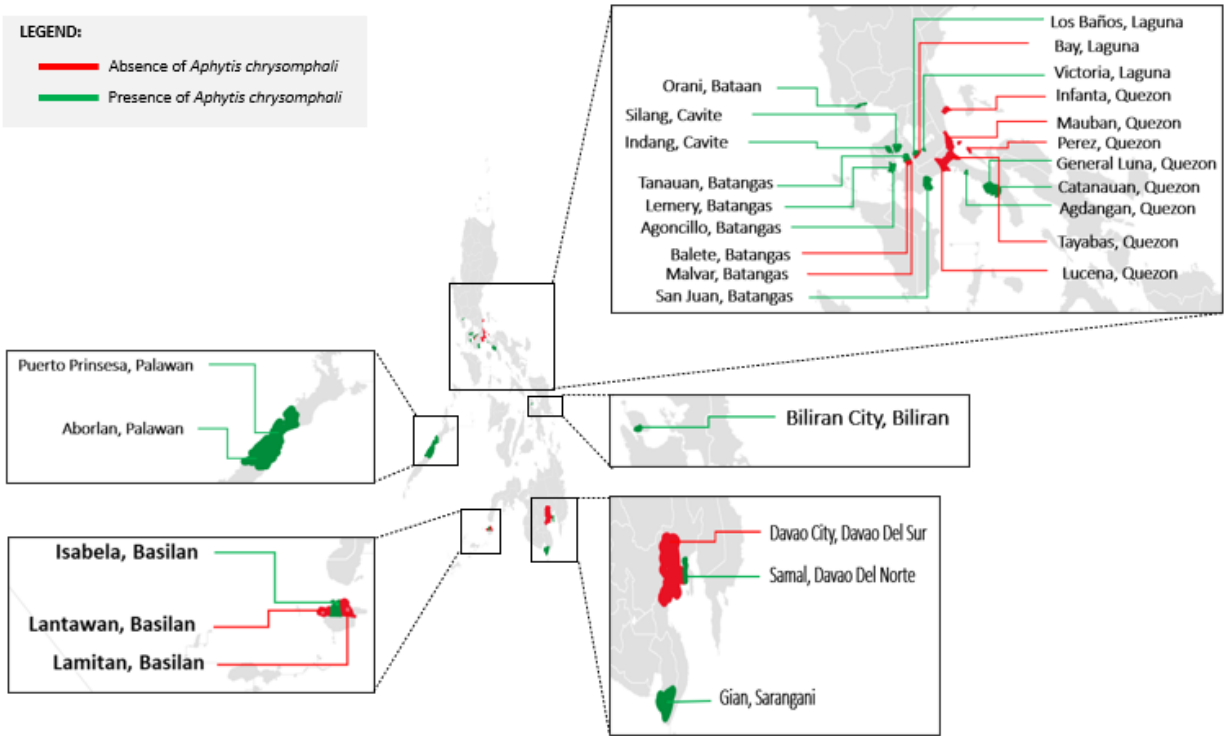 LEGEND:
Absence of Aphytis chrysomphali
Presence of Aphytis chrysomphali
Los Baños, Laguna
Bay, Laguna
Victoria, Laguna
Infanta, Quezon
Mauban, Quezon
Perez, Quezon
General Luna, Quezon
Catanauan, Quezon
Agdangan, Quezon
Tayabas, Quezon
Lucena, Quezon
Orani, Bataan
Silang, Cavite
Indang, Cavite
Tanauan, Batangas
Lemery, Batangas
Agoncillo, Batangas
Balete, Batangas
Malvar, Batangas
San Juan, Batangas
Puerto Prinsesa, Palawan
Aborlan, Palawan
Biliran City, Biliran
Isabela, Basilan
Lantawan, Basilan
Lamitan, Basilan
Davao City, Davao Del Sur
Samal, Davao Del Norte
Gian, Sarangani